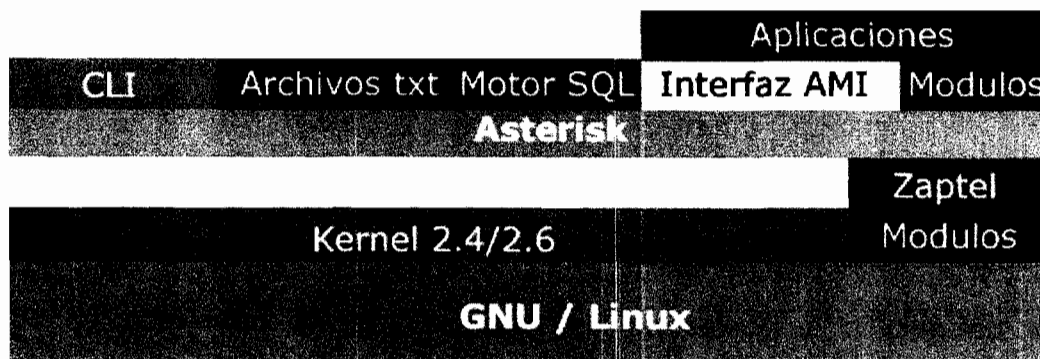 Aplicaciones
CLI Archivos txt Motor SQL Interfaz AMI Modulos
Asterisk
Zaptel
Kernel 2.4/2.6 Modulos
GNU / Linux